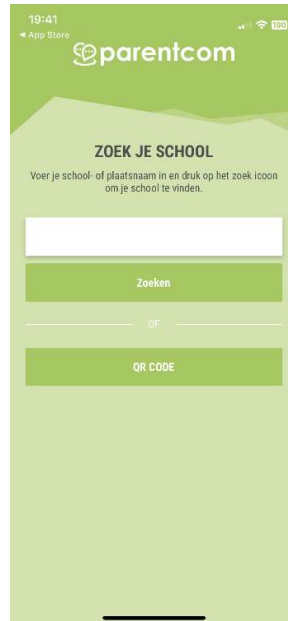 19:41
◀ App Store
100
parentcom
ZOEK JE SCHOOL
Voer je school- of plaatsnaam in en druk op het zoek icoon
om je school te vinden.
Zoeken
OF
QR CODE